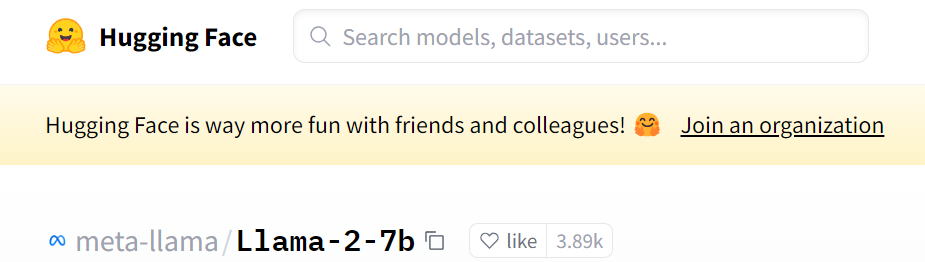 Hugging Face Search models, datasets, users...
Hugging Face is way more fun with friends and colleagues! 🤗 Join an organization
meta-llama/Llama-2-7b like 3.89k